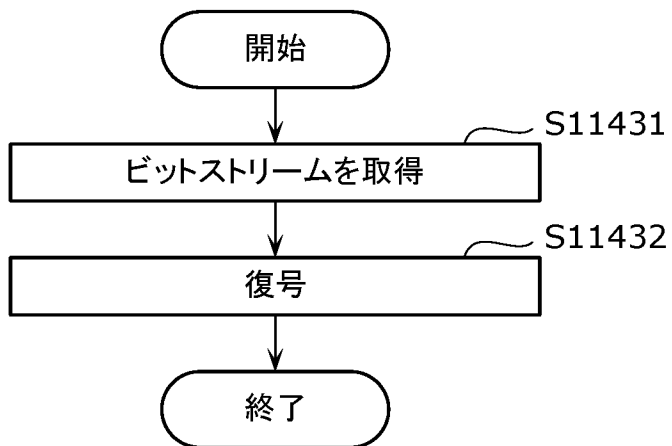 開始
S11431
ビットストリームを取得
S11432
復号
終了